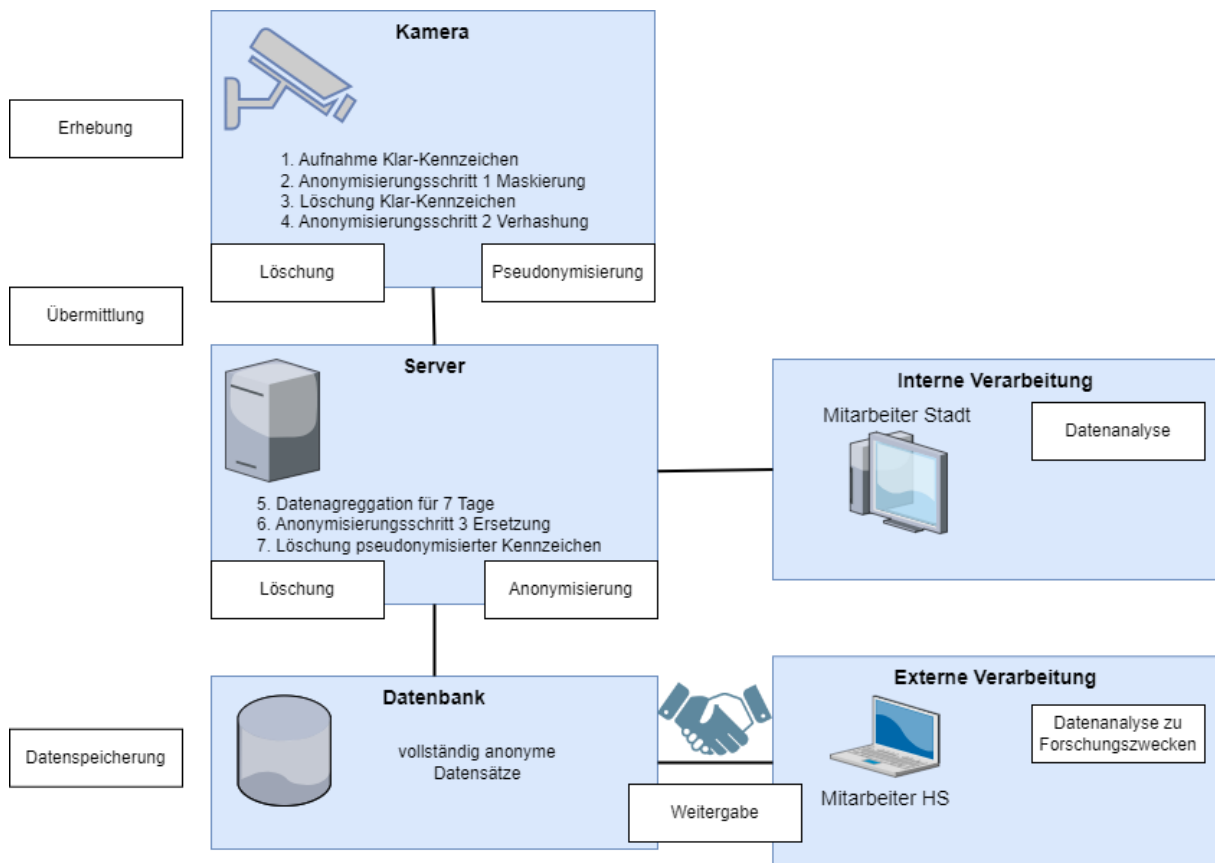 Kamera
Erhebung
1. Aufnahme Klar-Kennzeichen
2. Anonymisierungsschritt 1 Maskierung
3. Löschung Klar-Kennzeichen
4. Anonymisierungsschritt 2 Verhashung
Löschung
Pseudonymisierung
Übermittlung
Server
5. Datenagreggation für 7 Tage
6. Anonymisierungsschritt 3 Ersetzung
7. Löschung pseudonymisierter Kennzeichen
Löschung
Anonymisierung
Interne Verarbeitung
Mitarbeiter Stadt
Datenanalyse
Datenspeicherung
Datenbank
vollständig anonyme
Datensätze
Weitergabe
Externe Verarbeitung
Datenanalyse zu
Forschungszwecken
Mitarbeiter HS